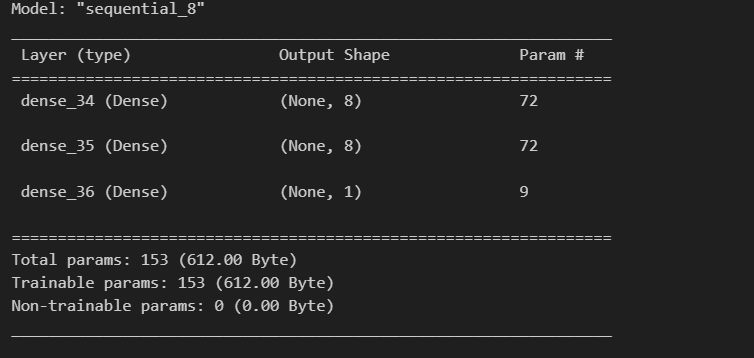 Model: "sequential_8"
_________________________________________________________________
Layer (type) Output Shape Param #
=================================================================
dense_34 (Dense) (None, 8) 72
dense_35 (Dense) (None, 8) 72
dense_36 (Dense) (None, 1) 9
=================================================================
Total params: 153 (612.00 Byte)
Trainable params: 153 (612.00 Byte)
Non-trainable params: 0 (0.00 Byte)
_________________________________________________________________